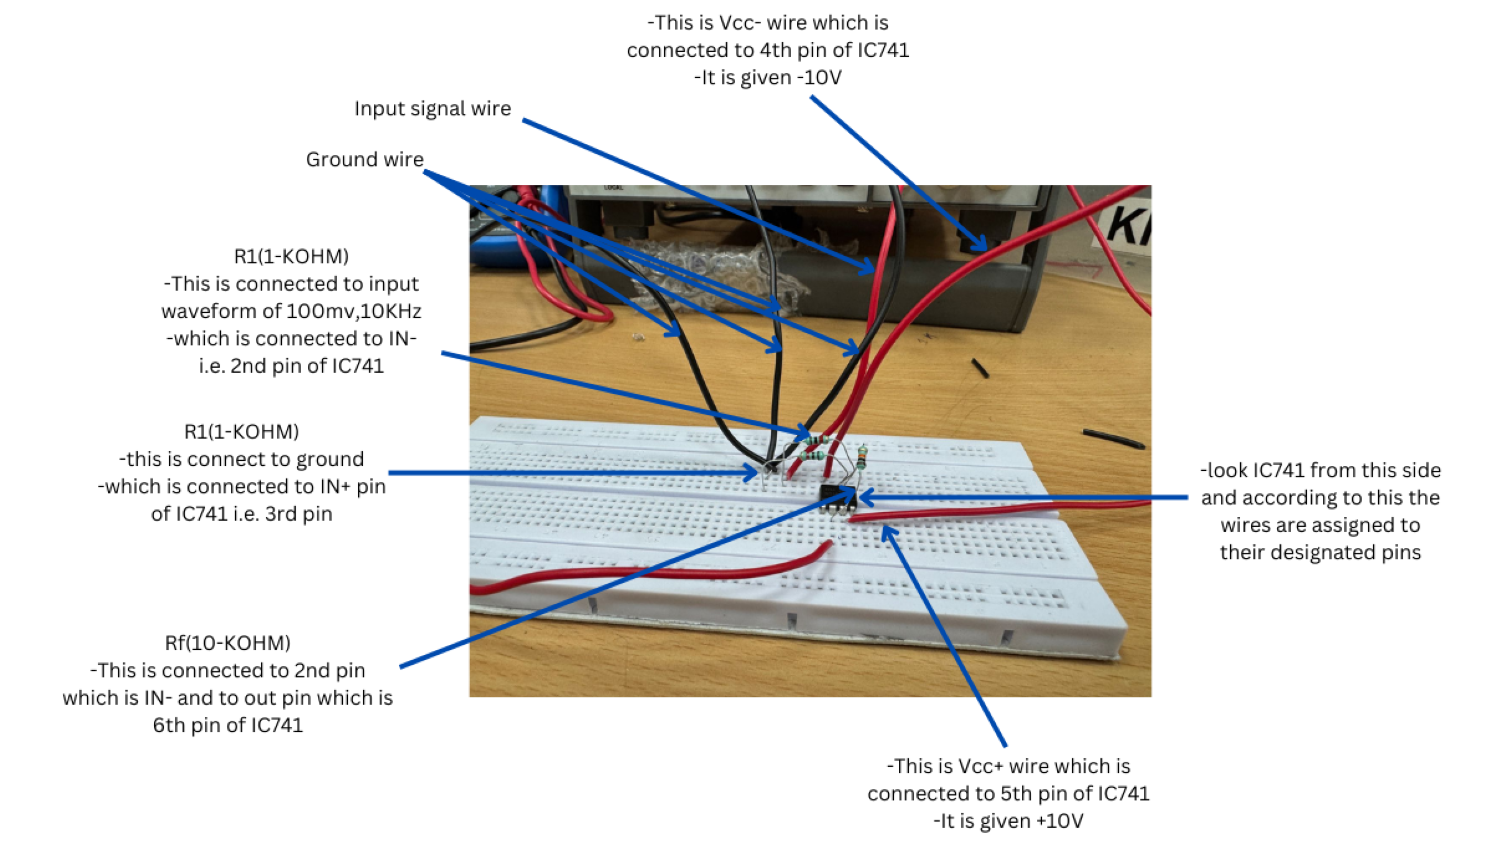 -This is Vcc- wire which is
connected to 4th pin of IC741
-It is given -10V
Input signal wire
Ground wire
LOCAL
R1(1-KOHM)
-This is connected to input
waveform of 100mv,10KHz
-which is connected to IN-
i.e. 2nd pin of IC741
R1(1-KOHM)
-this is connect to ground
-which is connected to IN+ pin
of IC741 i.e. 3rd pin
-look IC741 from this side
and according to this the
wires are assigned to
their designated pins
Rf(10-KOHM)
-This is connected to 2nd pin
which is IN- and to out pin which is
6th pin of IC741
-This is Vcc+ wire which is
connected to 5th pin of IC741
-It is given +10V